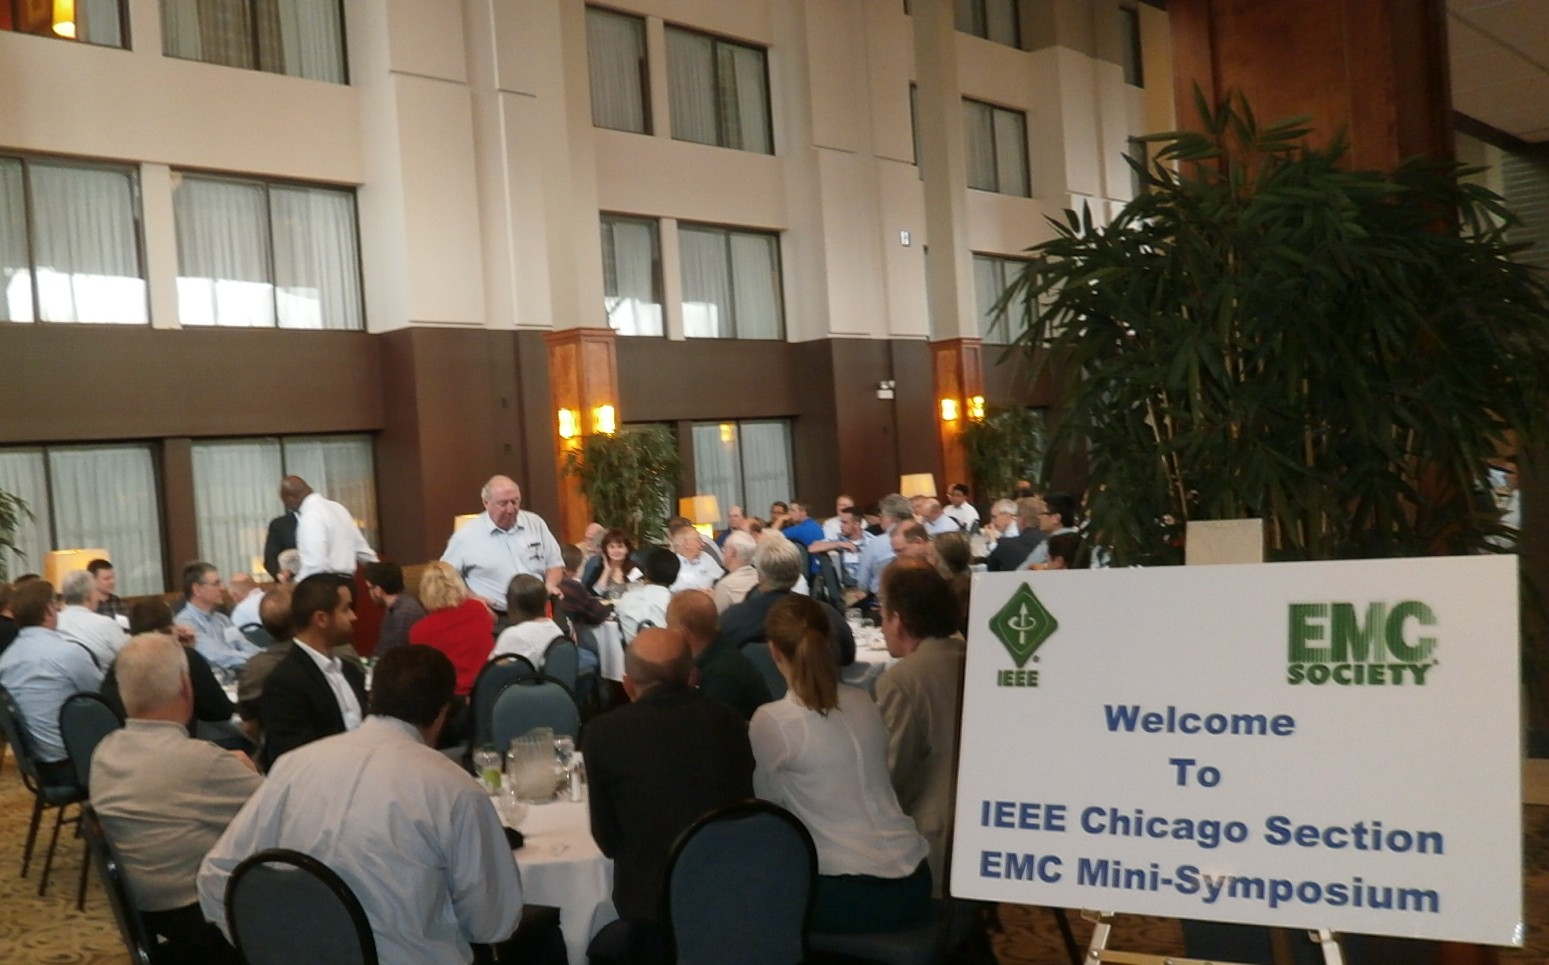 IEEE
EMC
SOCIETY
Welcome
To
IEEE Chicago Section
EMC Mini-Symposium